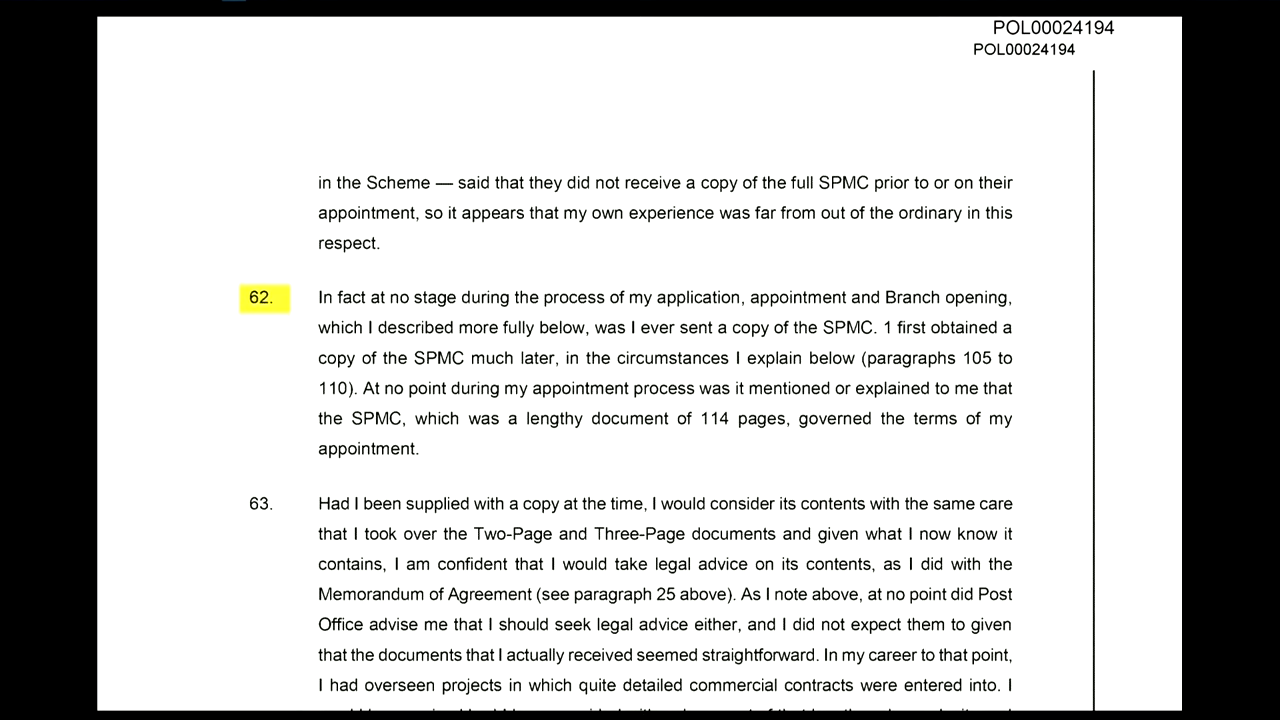 POL00024194
POL00024194
in the Scheme — said that they did not receive a copy of the full SPMC prior to or on their
appointment, so it appears that my own experience was far from out of the ordinary in this
respect.
62. In fact at no stage during the process of my application, appointment and Branch opening,
which I described more fully below, was I ever sent a copy of the SPMC. 1 first obtained a
copy of the SPMC much later, in the circumstances I explain below (paragraphs 105 to
110). At no point during my appointment process was it mentioned or explained to me that
the SPMC, which was a lengthy document of 114 pages, governed the terms of my
appointment.
63. Had I been supplied with a copy at the time, I would consider its contents with the same care
that I took over the Two-Page and Three-Page documents and given what I now know it
contains, I am confident that I would take legal advice on its contents, as I did with the
Memorandum of Agreement (see paragraph 25 above). As I note above, at no point did Post
Office advise me that I should seek legal advice either, and I did not expect them to given
that the documents that I actually received seemed straightforward. In my career to that point,
I had overseen projects in which quite detailed commercial contracts were entered into. I